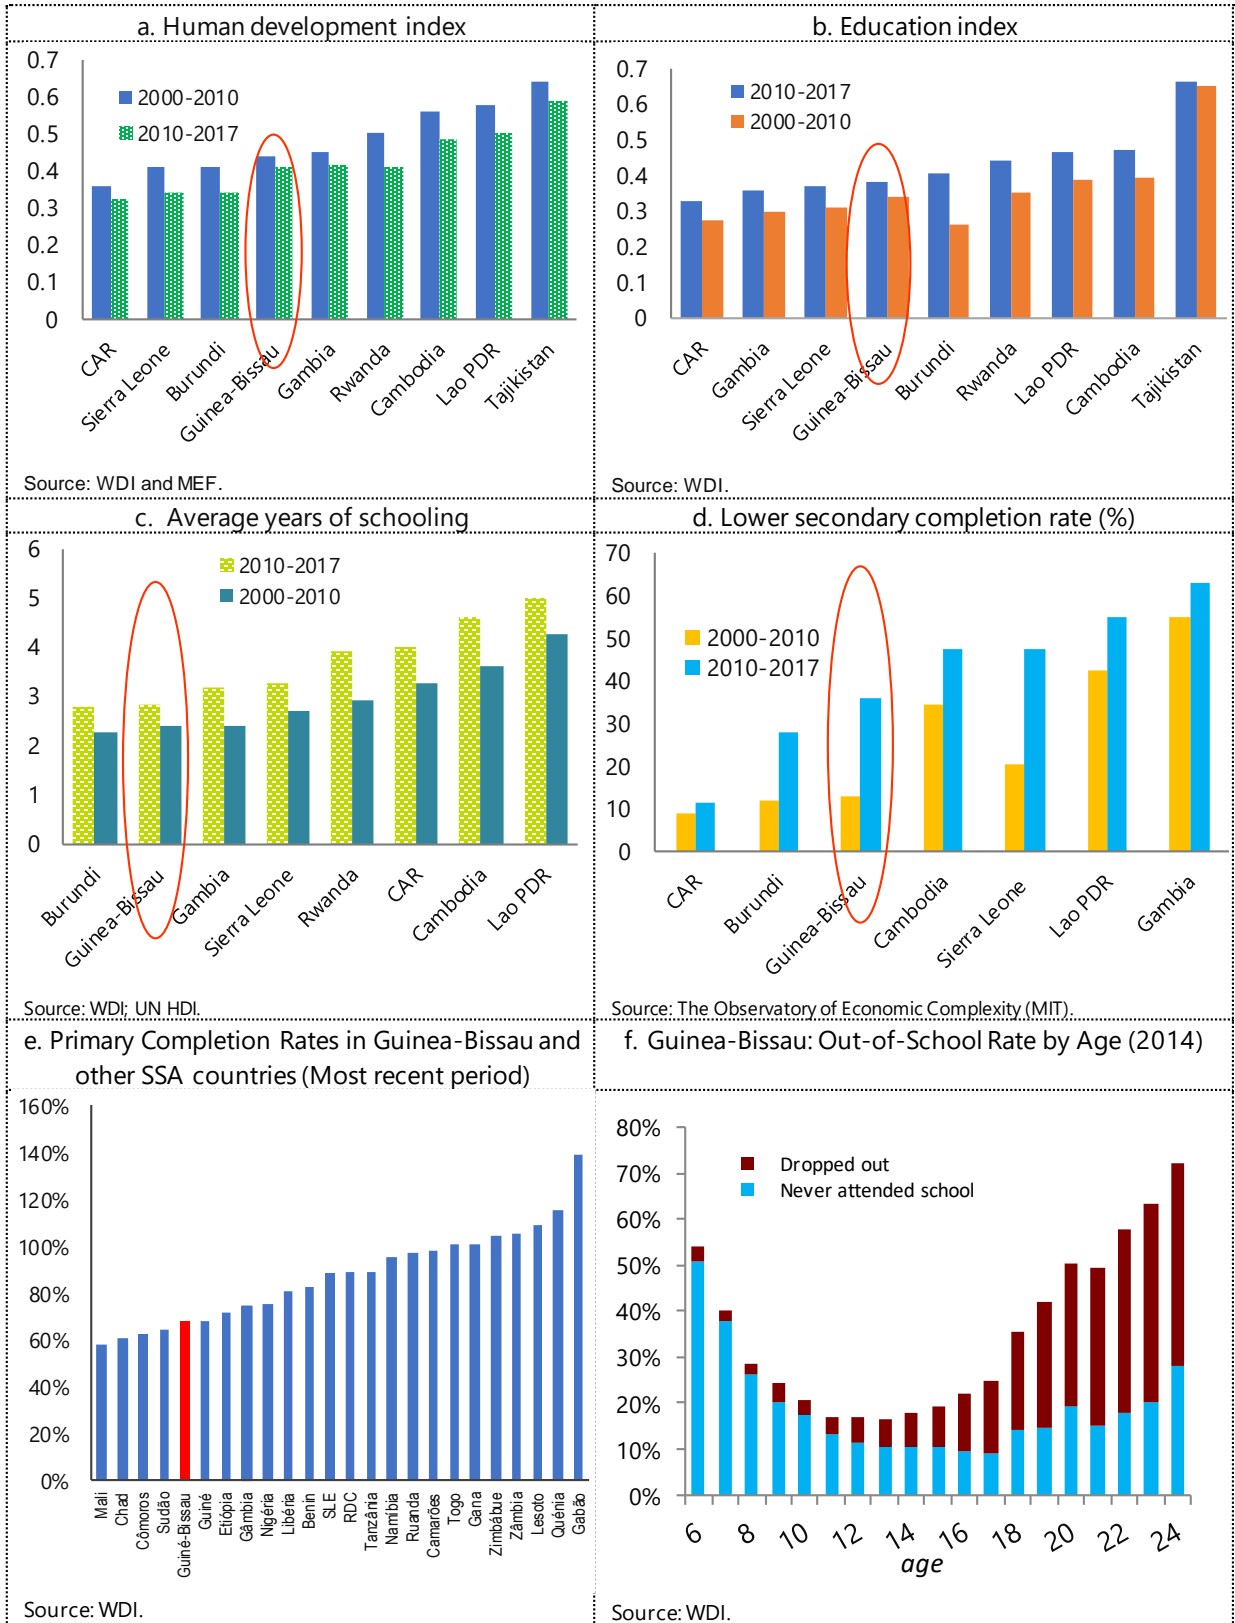 a. Human development index
0.7
0.6
0.5
0.4
0.3
0.2
0.1
0
2000-2010
2010-2017
CAR
Sierra Leone
Burundi
Guinea-Bissau
Gambia
Rwanda
Cambodia
Lao PDR
Tajikistan
Source: WDI and MEF.
b. Education index
0.7
0.6
0.5
0.4
0.3
0.2
0.1
0
2010-2017
2000-2010
CAR
Gambia
Sierra Leone
Guinea-Bissau
Burundi
Rwanda
Lao PDR
Cambodia
Tajikistan
Source: WDI.
c. Average years of schooling
6
5
4
3
2
1
0
2010-2017
2000-2010
Burundi
Guinea-Bissau
Gambia
Sierra Leone
Rwanda
CAR
Cambodia
Lao PDR
Source: WDI; UN HDI.
d. Lower secondary completion rate (%)
70
60
50
40
30
20
10
0
2000-2010
2010-2017
CAR
Burundi
Guinea-Bissau
Cambodia
Sierra Leone
Lao PDR
Gambia
Source: The Observatory of Economic Complexity (MIT).
e. Primary Completion Rates in Guinea-Bissau and
other SSA countries (Most recent period)
160%
140%
120%
100%
80%
60%
40%
20%
0%
Mali
Chad
Cômoros
Sudão
Guiné-Bissau
Guiné
Etiópia
Gâmbia
Nigéria
Libéria
Benin
SLE
RDC
Tanzânia
Namíbia
Ruanda
Camarões
Togo
Gana
Zimbábue
Zâmbia
Lesoto
Quénia
Gabão
Source: WDI.
f. Guinea-Bissau: Out-of-School Rate by Age (2014)
80%
70%
60%
50%
40%
30%
20%
10%
0%
Dropped out
Never attended school
6
8
10
12
14
16
18
20
22
24
age
Source: WDI.